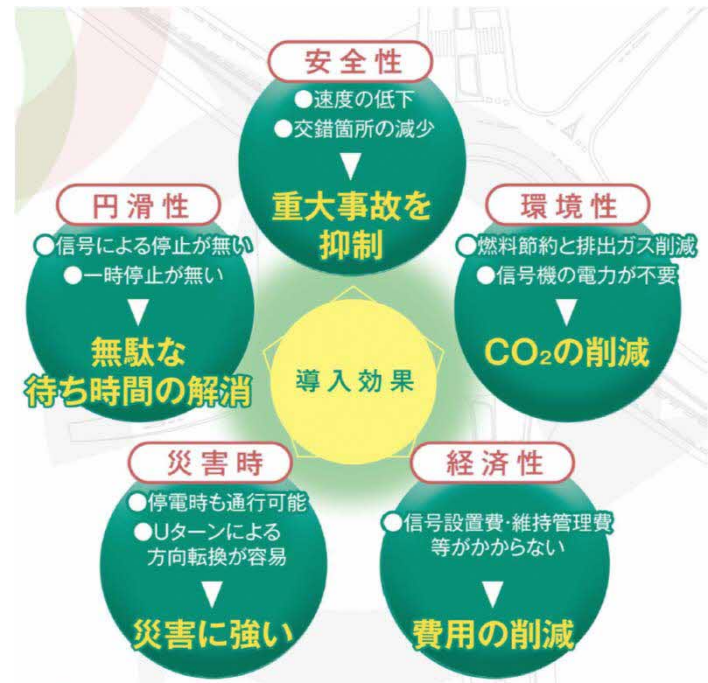 安全性
●速度の低下
●交錯箇所の減少
▼
重大事故を
抑制
円滑性
●信号による停止が無い
●一時停止が無い
▼
無駄な
待ち時間の解消
環境性
●燃料節約と排出ガス削減
●信号機の電力が不要
▼
CO₂の削減
導入効果
災害時
●停電時も通行可能
●Uターンによる
方向転換が容易
▼
災害に強い
経済性
●信号設置費・維持管理費
等がかからない
▼
費用の削減